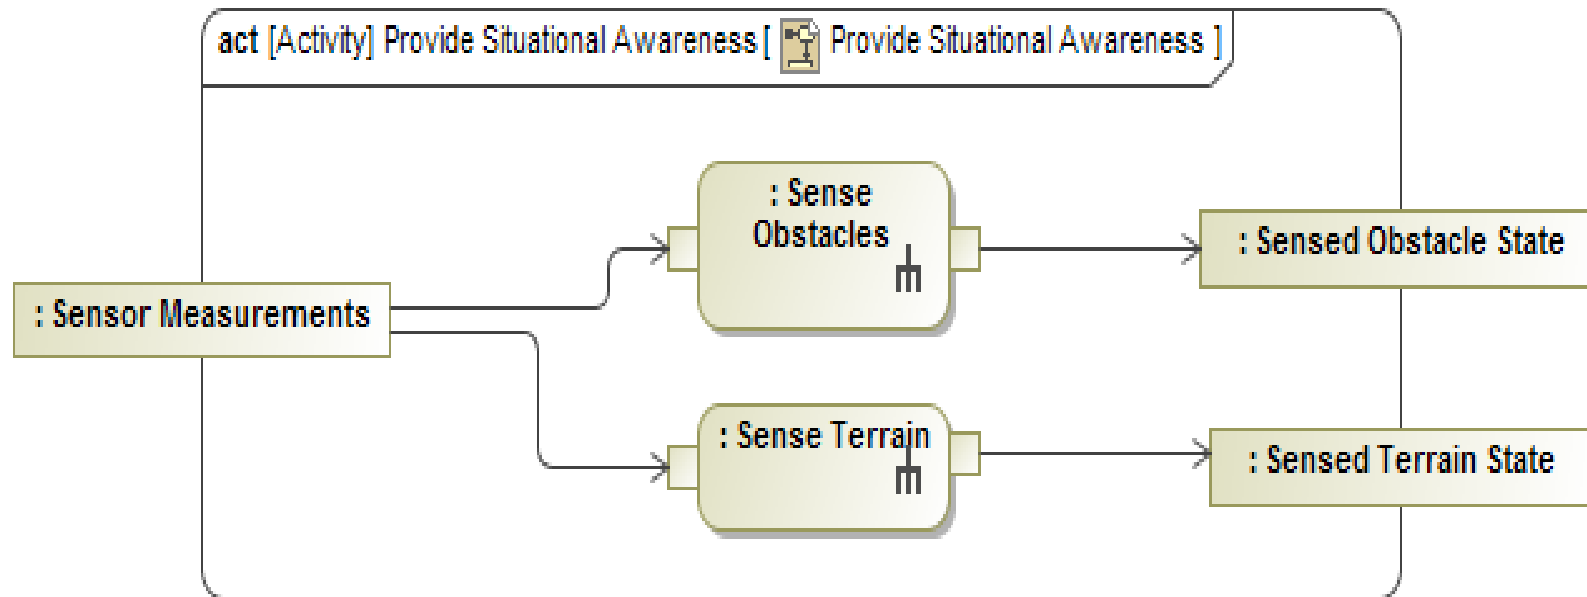 act [Activity] Provide Situational Awareness [ Provide Situational Awareness ]
: Sense
Obstacles
: Sensed Obstacle State
: Sensor Measurements
: Sense Terrain
: Sensed Terrain State